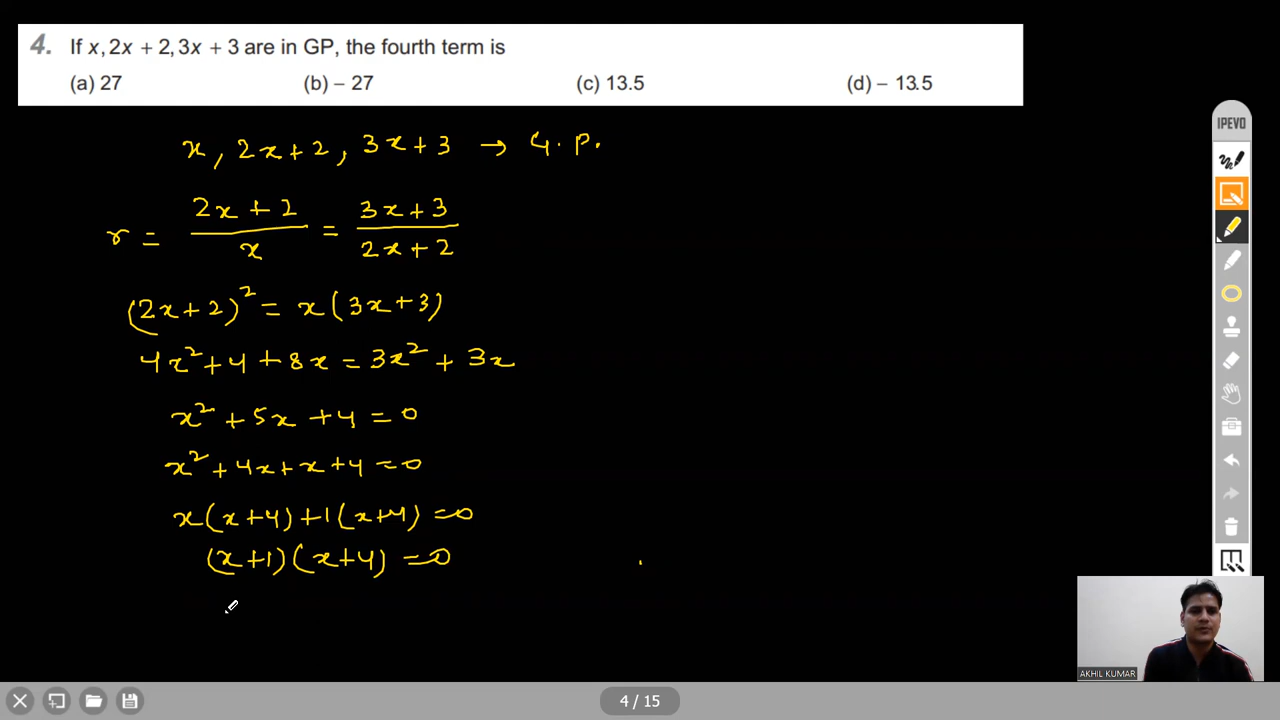 4. If x, 2x + 2, 3x + 3 are in GP, the fourth term is
(a) 27 (b) – 27 (c) 13.5 (d) – 13.5
x, 2x+2, 3x+3 → G.P.
r = (2x+2)/x = (3x+3)/(2x+2)
(2x+2)² = x(3x+3)
4x²+4+8x = 3x²+3x
x²+5x+4=0
x²+4x+x+4=0
x(x+4)+1(x+4)=0
(x+1)(x+4)=0
IPEVO
AKHIL KUMAR
4 / 15